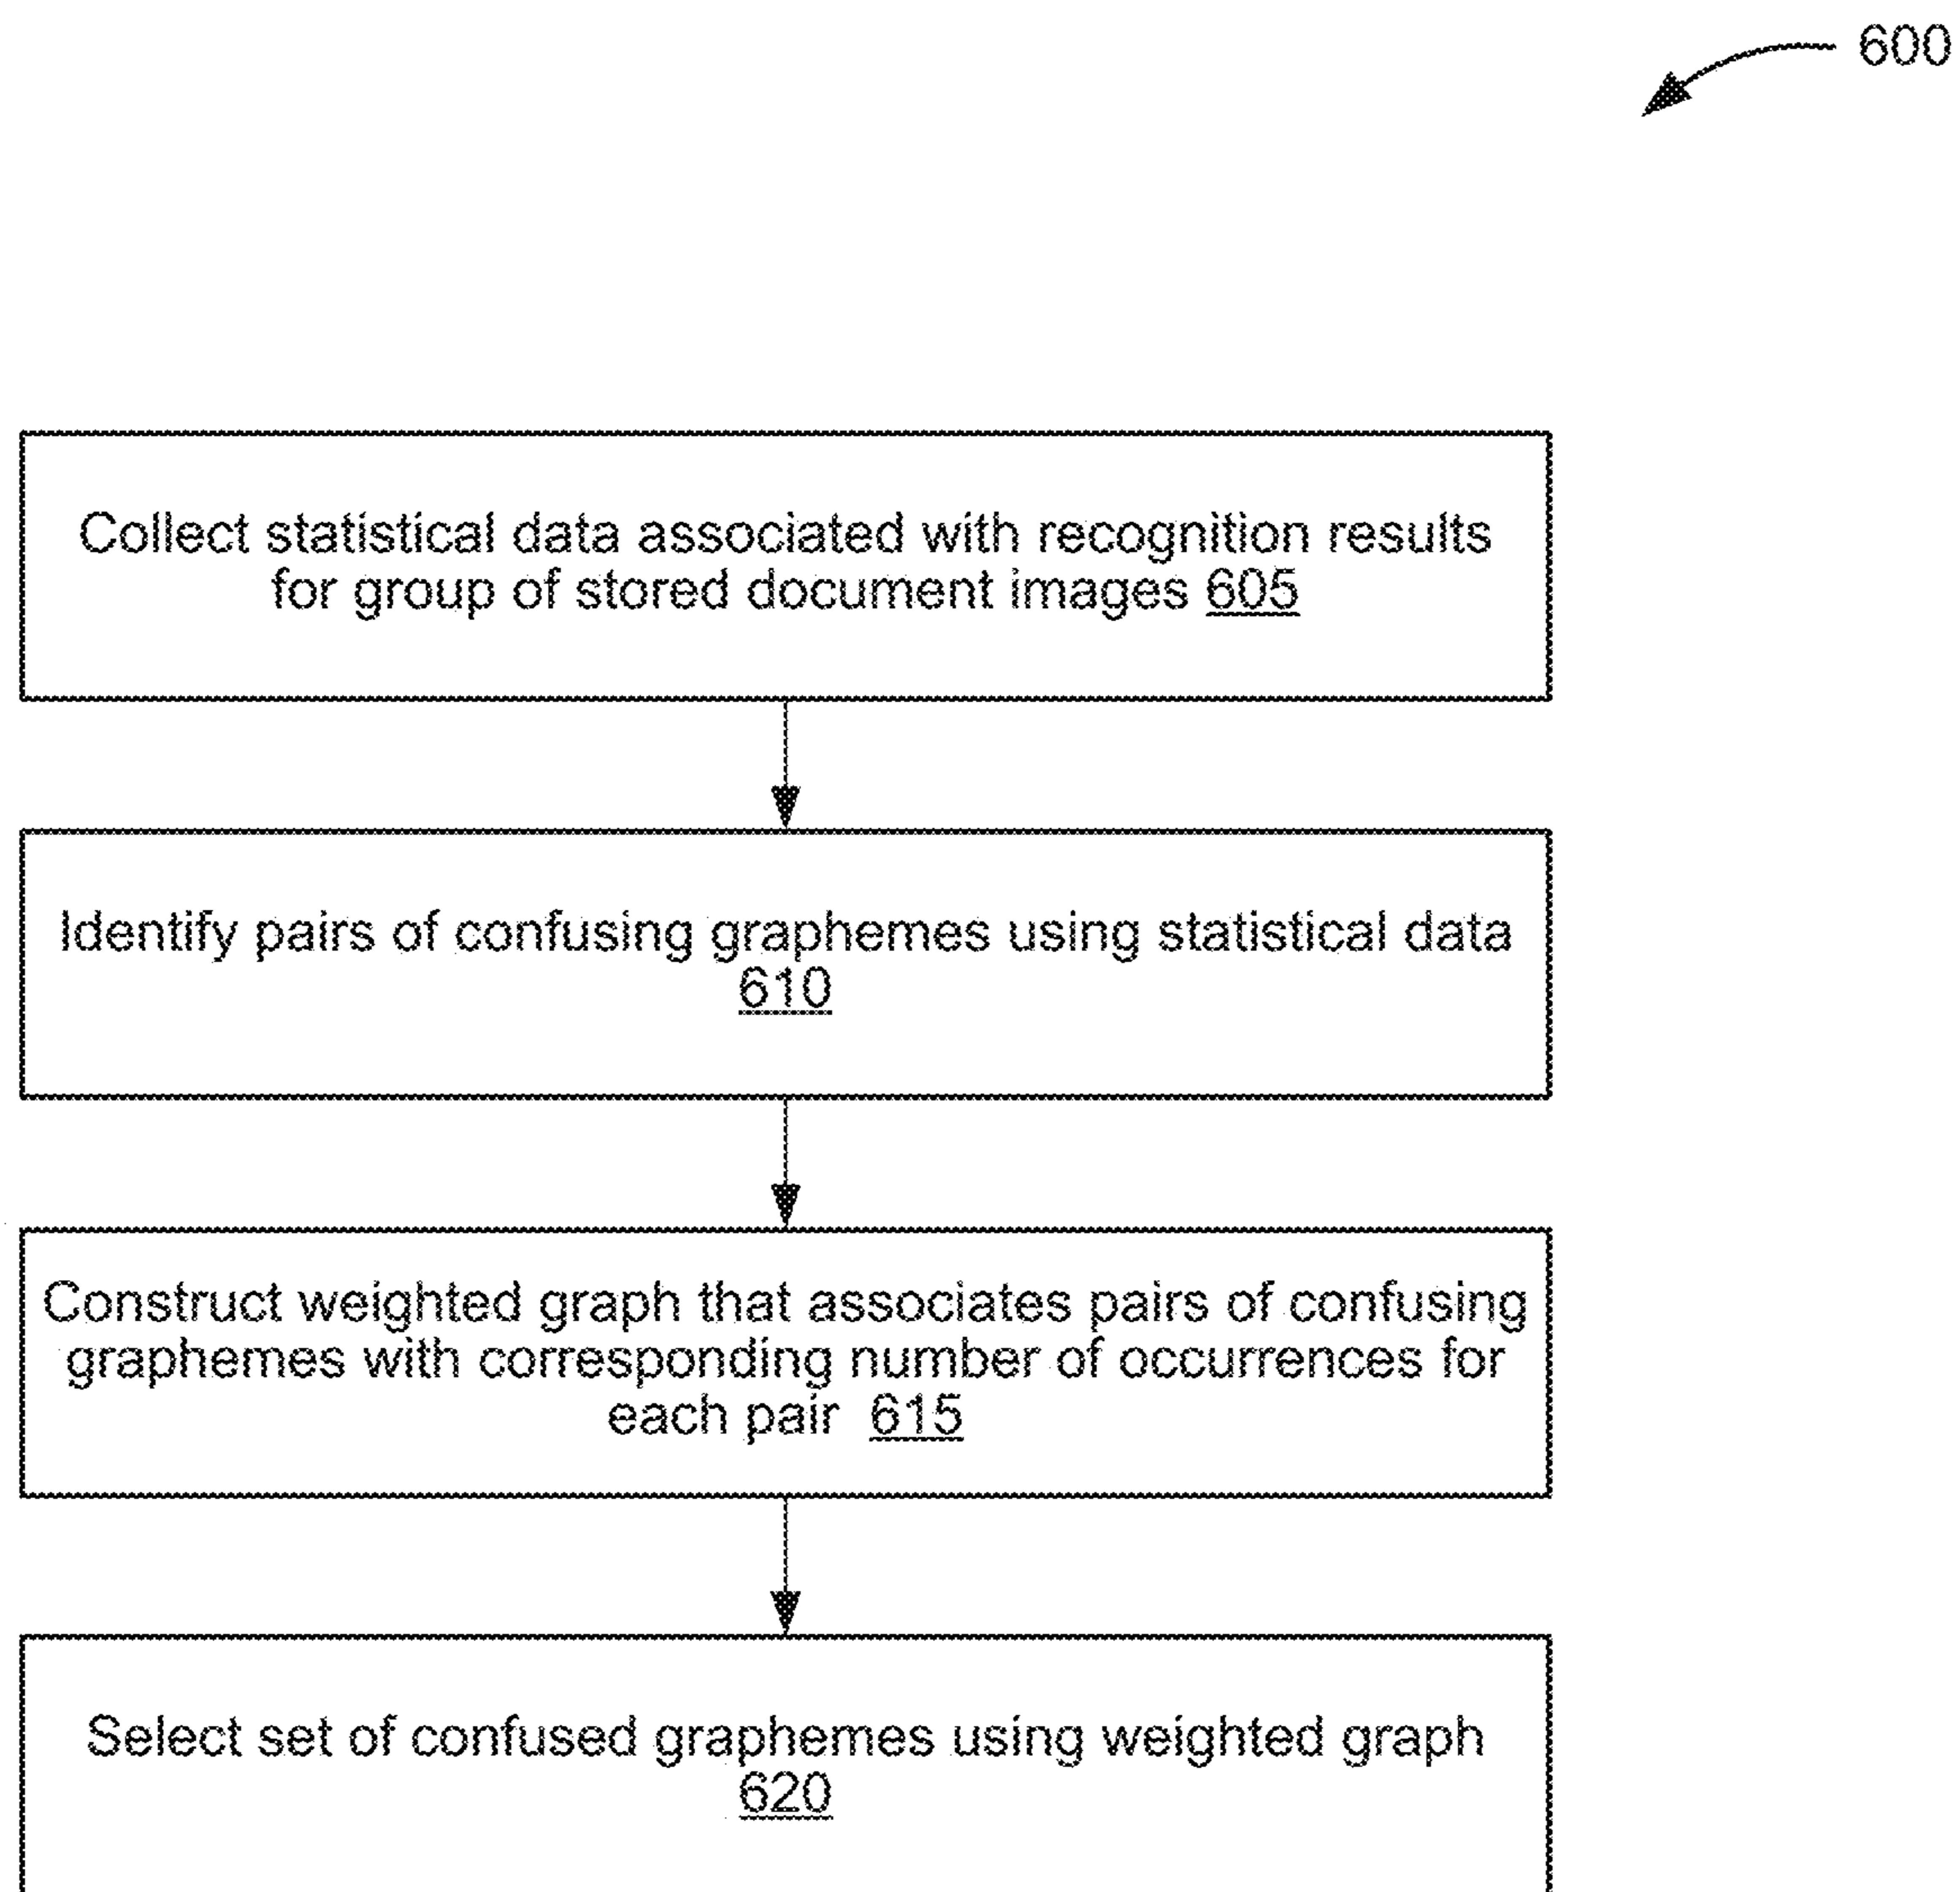 600
Collect statistical data associated with recognition results
for group of stored document images 605
Identify pairs of confusing graphemes using statistical data
610
Construct weighted graph that associates pairs of confusing
graphemes with corresponding number of occurrences for
each pair 615
Select set of confused graphemes using weighted graph
620